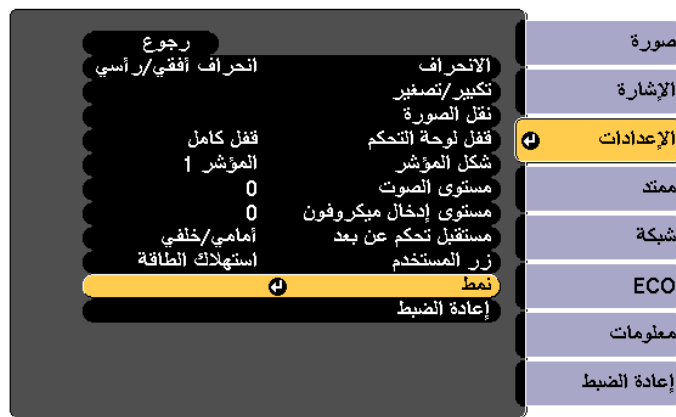 رجوع
الانحراف انحراف أفقي/رأسي
تكبير/تصغير
نقل الصورة
قفل لوحة التحكم قفل كامل
شكل المؤشر المؤشر 1
مستوى الصوت 0
مستوى إدخال ميكروفون 0
مستقبل تحكم عن بعد أمامي/خلفي
زر المستخدم استهلاك الطاقة
نمط
إعادة الضبط
صورة
الإشارة
الإعدادات
ممتد
شبكة
ECO
معلومات
إعادة الضبط